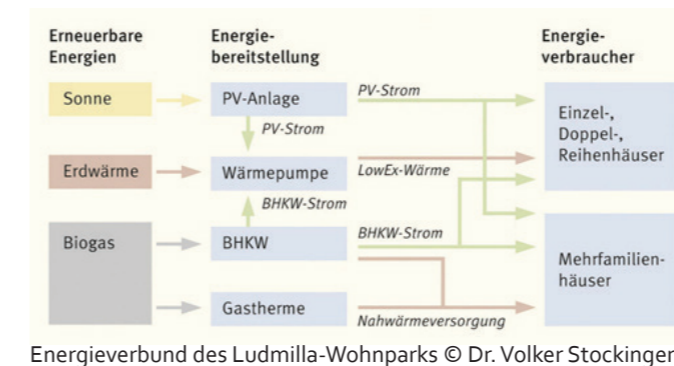 Erneuerbare
Energien
Energie-
bereitstellung
Energie-
verbraucher
Sonne
PV-Anlage
PV-Strom
PV-Strom
Einzel-,
Doppel-,
Reihenhäuser
Erdwärme
Wärmepumpe
LowEx-Wärme
BHKW-Strom
Biogas
BHKW
BHKW-Strom
Mehrfamilien-
häuser
Gastherme
Nahwärmeversorgung
Energieverbund des Ludmilla-Wohnparks © Dr. Volker Stockinger